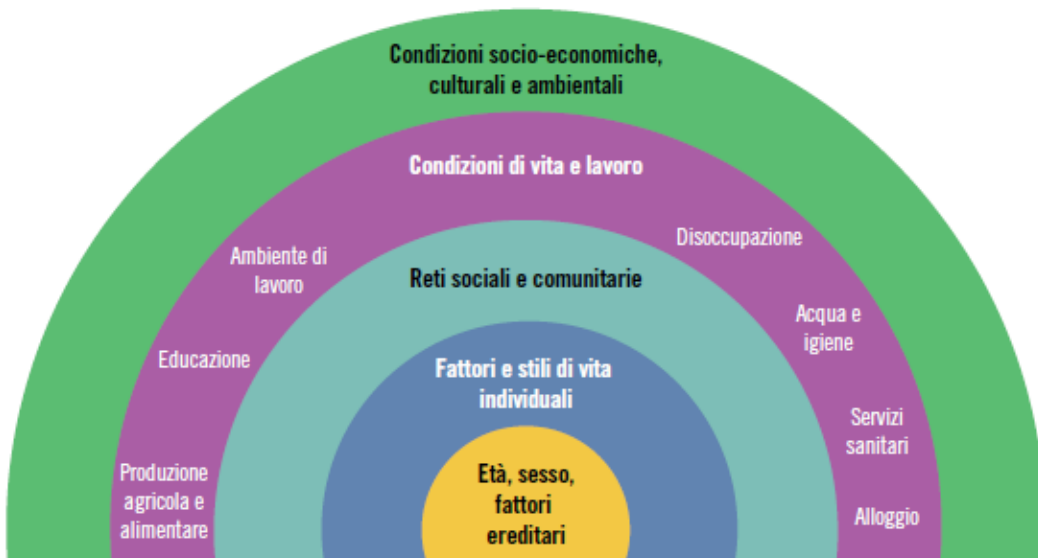 Condizioni socio-economiche,
culturali e ambientali
Condizioni di vita e lavoro
Disoccupazione
Ambiente di
lavoro
Reti sociali e comunitarie
Acqua e
igiene
Educazione
Fattori e stili di vita
individuali
Servizi
sanitari
Produzione
agricola e
alimentare
Età, sesso,
fattori
ereditari
Alloggio